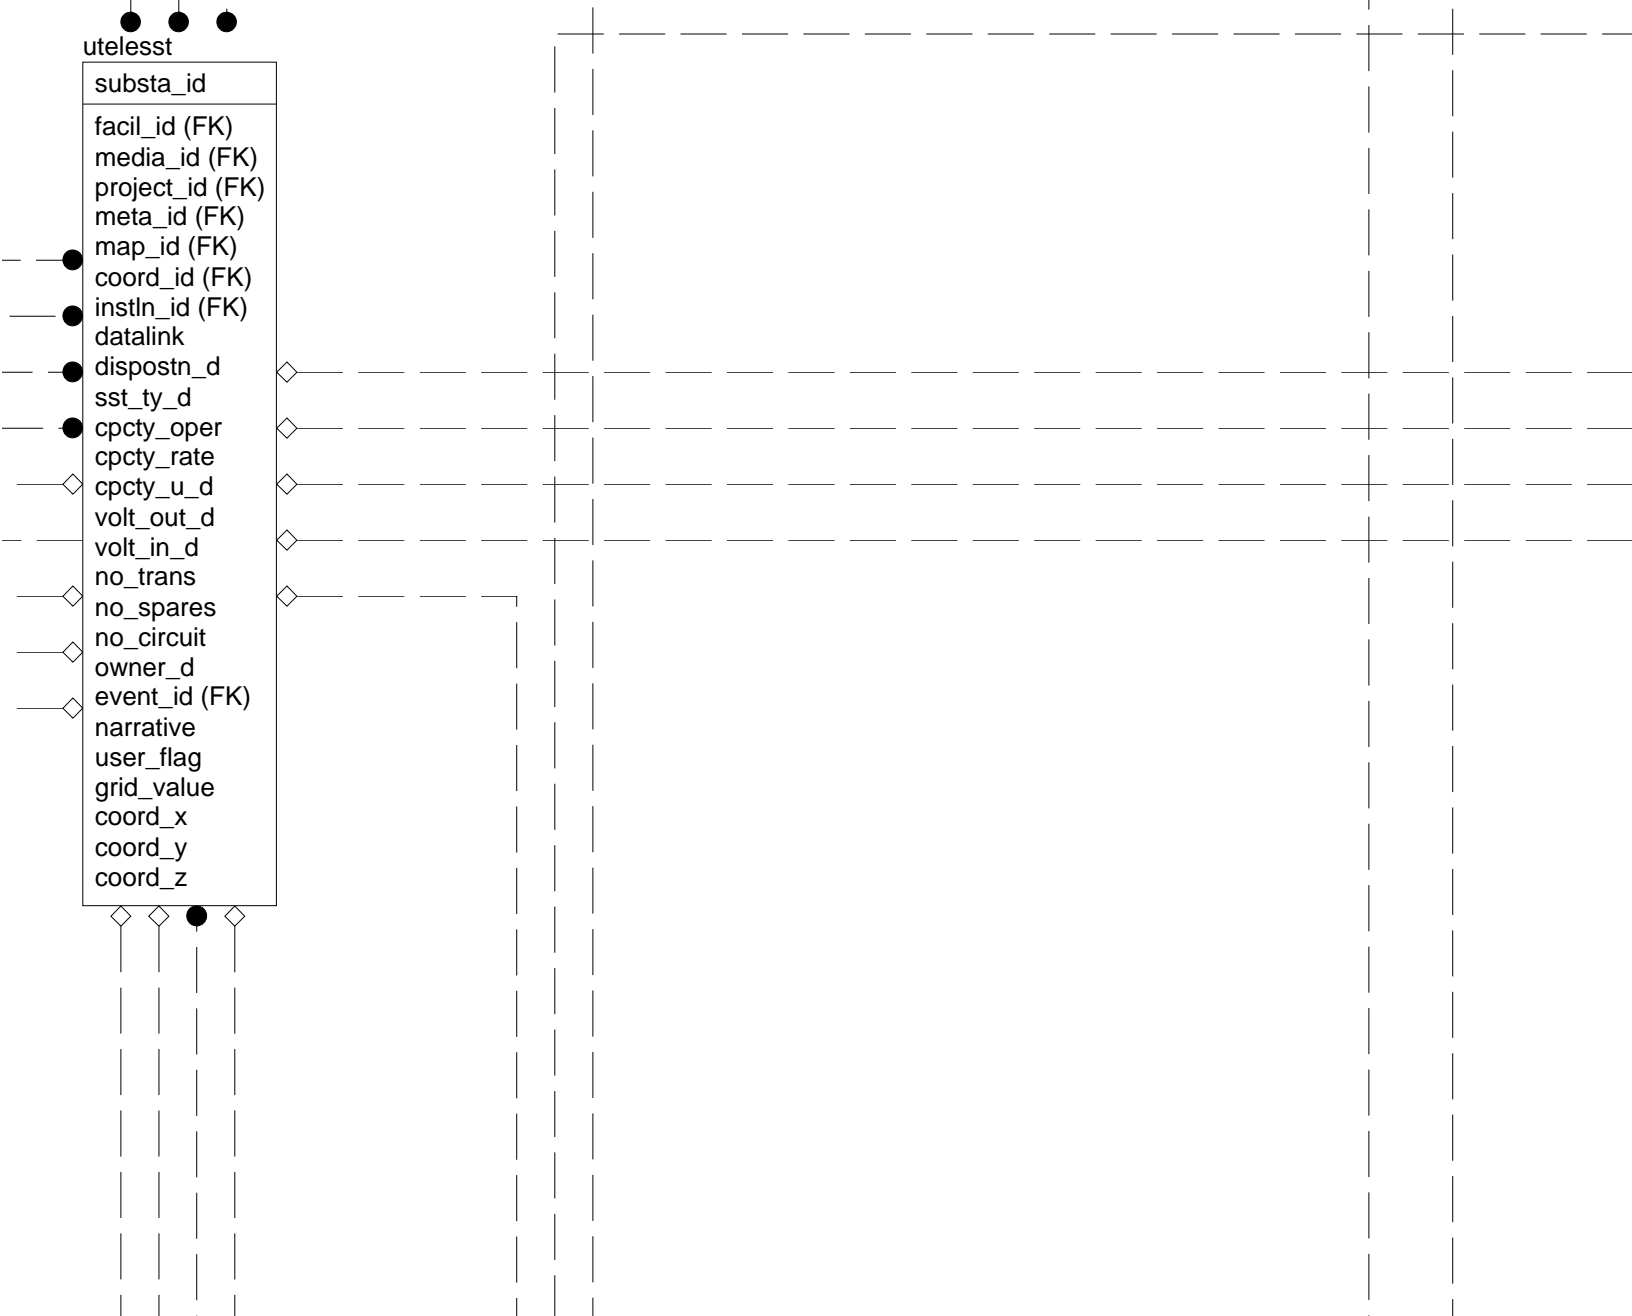 utelesst
substa_id
facil_id (FK)
media_id (FK)
project_id (FK)
meta_id (FK)
map_id (FK)
coord_id (FK)
instln_id (FK)
datalink
dispostn_d
sst_ty_d
cpcty_oper
cpcty_rate
cpcty_u_d
volt_out_d
volt_in_d
no_trans
no_spares
no_circuit
owner_d
event_id (FK)
narrative
user_flag
grid_value
coord_x
coord_y
coord_z